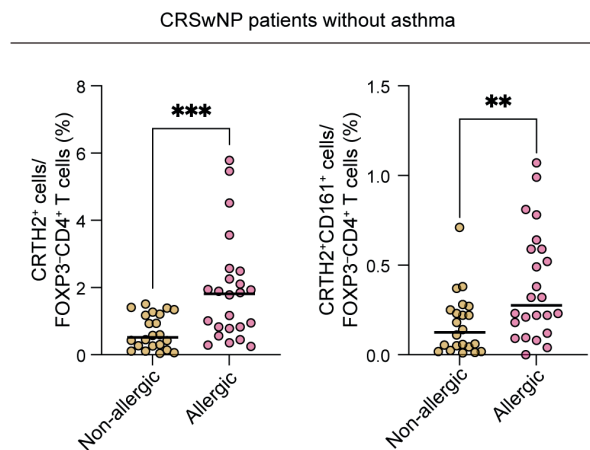 CRSwNP patients without asthma
CRTH2⁺ cells/
FOXP3⁻CD4⁺ T cells (%)
8
6
4
2
0
***
Non-allergic
Allergic
CRTH2⁺CD161⁺ cells/
FOXP3⁻CD4⁺ T cells (%)
1.5
1.0
0.5
0.0
**
Non-allergic
Allergic